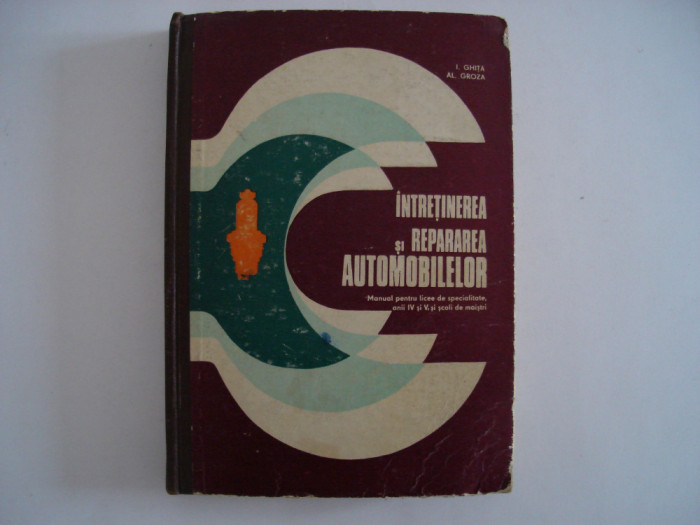 I. GHIȚĂ
AL. GROZA
ÎNTREȚINEREA
ȘI REPARAREA
AUTOMOBILELOR
Manual pentru licee de specialitate,
anii IV și V, și școli de maiștri